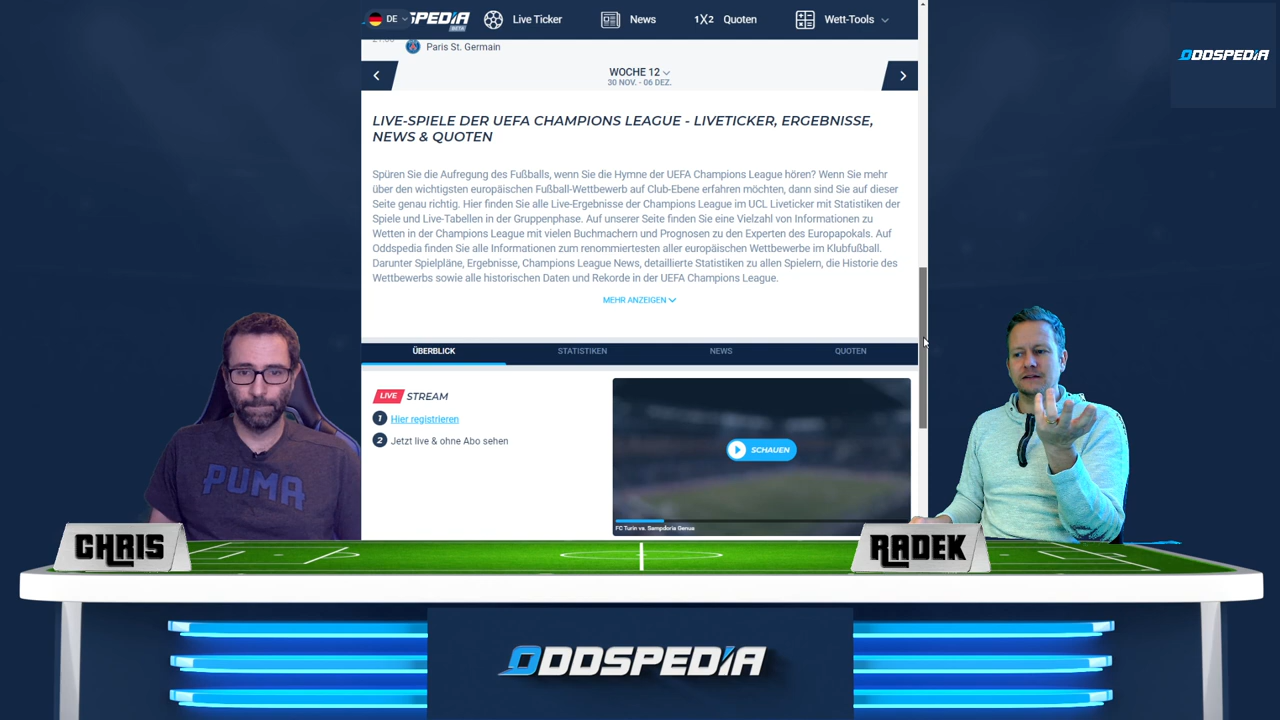 DE
SPEDIA
BETA
Live Ticker
News
1X2 Quoten
Wett-Tools
ODDSPEDIA
Paris St. Germain
WOCHE 12
30 NOV. - 06 DEZ.
LIVE-SPIELE DER UEFA CHAMPIONS LEAGUE - LIVETICKER, ERGEBNISSE,
NEWS & QUOTEN
Spüren Sie die Aufregung des Fußballs, wenn Sie die Hymne der UEFA Champions League hören? Wenn Sie mehr
über den wichtigsten europäischen Fußball-Wettbewerb auf Club-Ebene erfahren möchten, dann sind Sie auf dieser
Seite genau richtig. Hier finden Sie alle Live-Ergebnisse der Champions League im UCL Liveticker mit Statistiken der
Spiele und Live-Tabellen in der Gruppenphase. Auf unserer Seite finden Sie eine Vielzahl von Informationen zu
Wetten in der Champions League mit vielen Buchmachern und Prognosen zu den Experten des Europapokals. Auf
Oddspedia finden Sie alle Informationen zum renommiertesten aller europäischen Wettbewerbe im Klubfußball.
Darunter Spielpläne, Ergebnisse, Champions League News, detaillierte Statistiken zu allen Spielern, die Historie des
Wettbewerbs sowie alle historischen Daten und Rekorde in der UEFA Champions League.
MEHR ANZEIGEN
ÜBERBLICK
STATISTIKEN
NEWS
QUOTEN
LIVE STREAM
1 Hier registrieren
2 Jetzt live & ohne Abo sehen
SCHAUEN
FC Turin vs. Sampdoria Genua
PUMA
CHRIS
RADEK
ODDSPEDIA